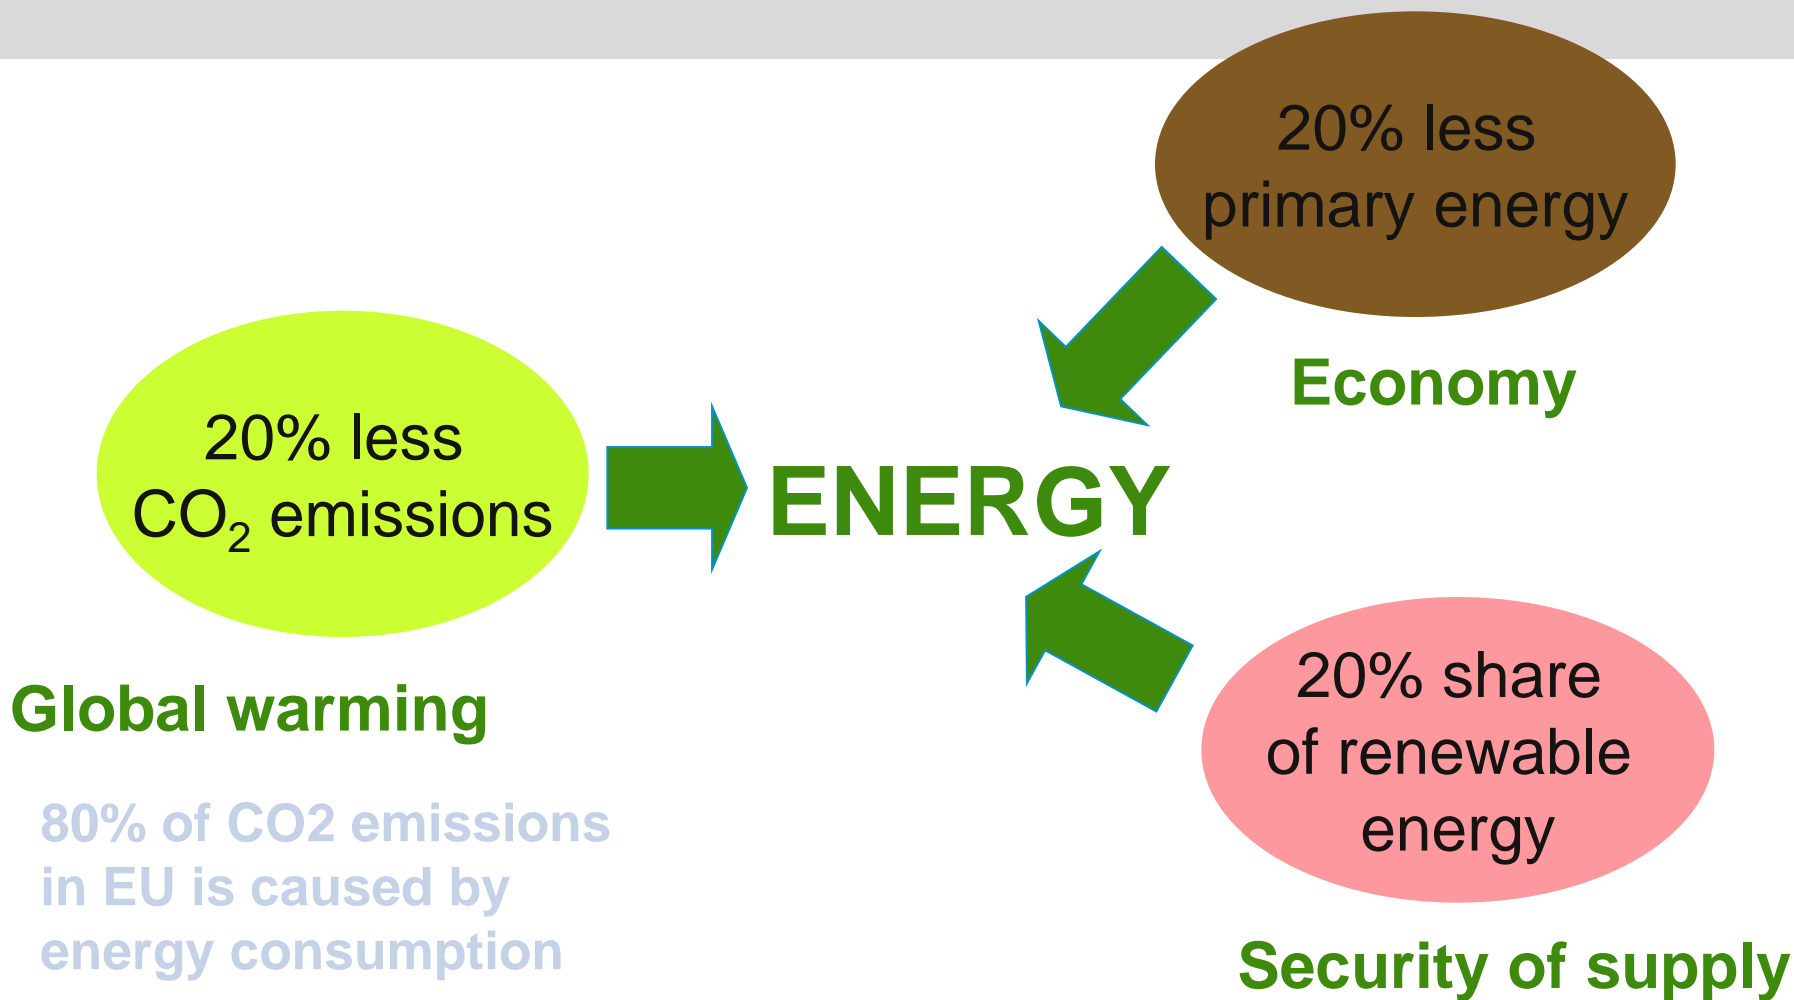 20% less
primary energy
Economy
20% less
CO₂ emissions
ENERGY
Global warming
80% of CO2 emissions
in EU is caused by
energy consumption
20% share
of renewable
energy
Security of supply